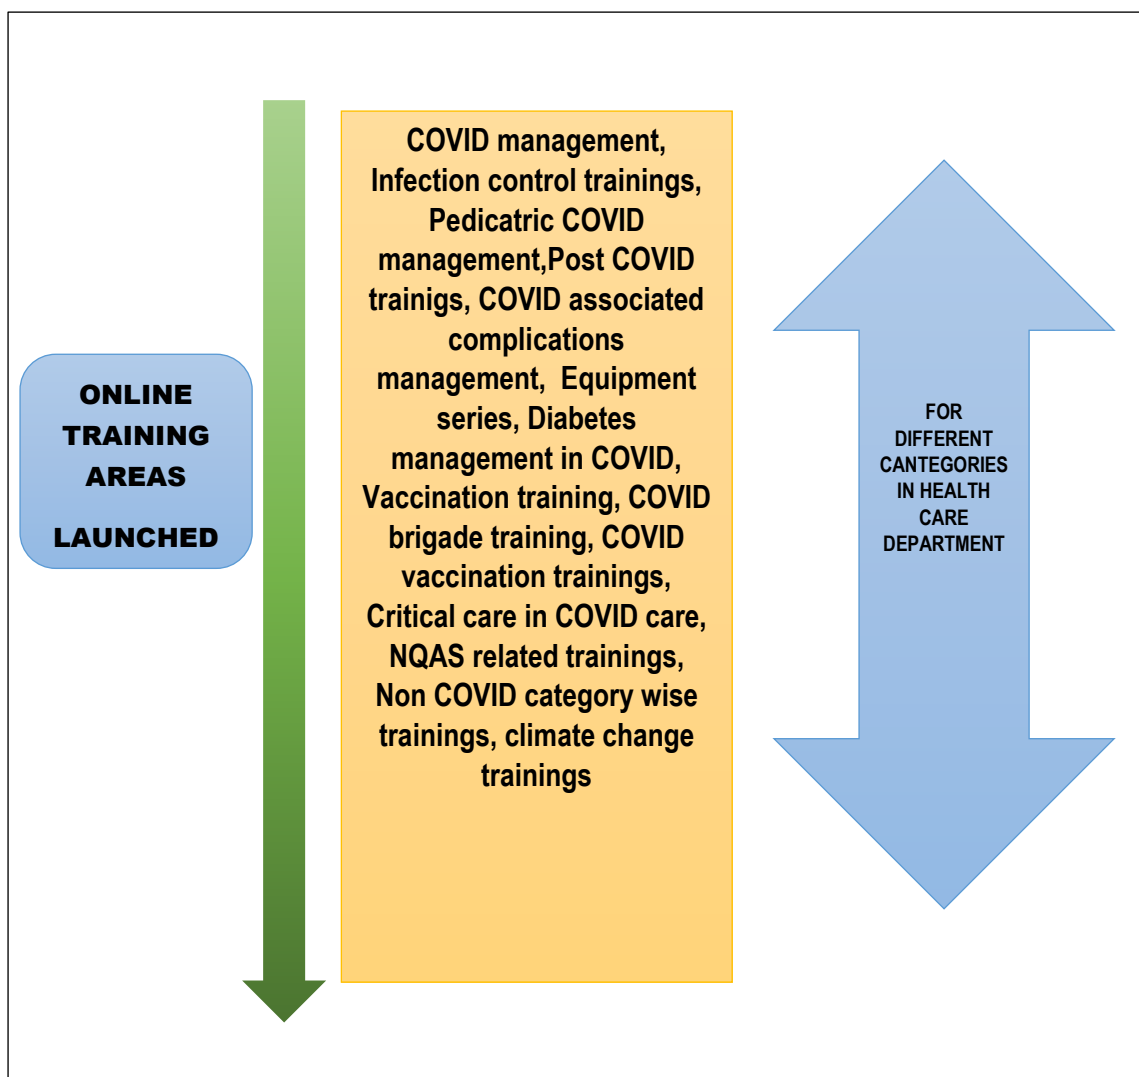 ONLINE
TRAINING
AREAS
LAUNCHED
COVID management,
Infection control trainings,
Pedicatric COVID
management,Post COVID
trainigs, COVID associated
complications
management, Equipment
series, Diabetes
management in COVID,
Vaccination training, COVID
brigade training, COVID
vaccination trainings,
Critical care in COVID care,
NQAS related trainings,
Non COVID category wise
trainings, climate change
trainings
FOR
DIFFERENT
CANTEGORIES
IN HEALTH
CARE
DEPARTMENT